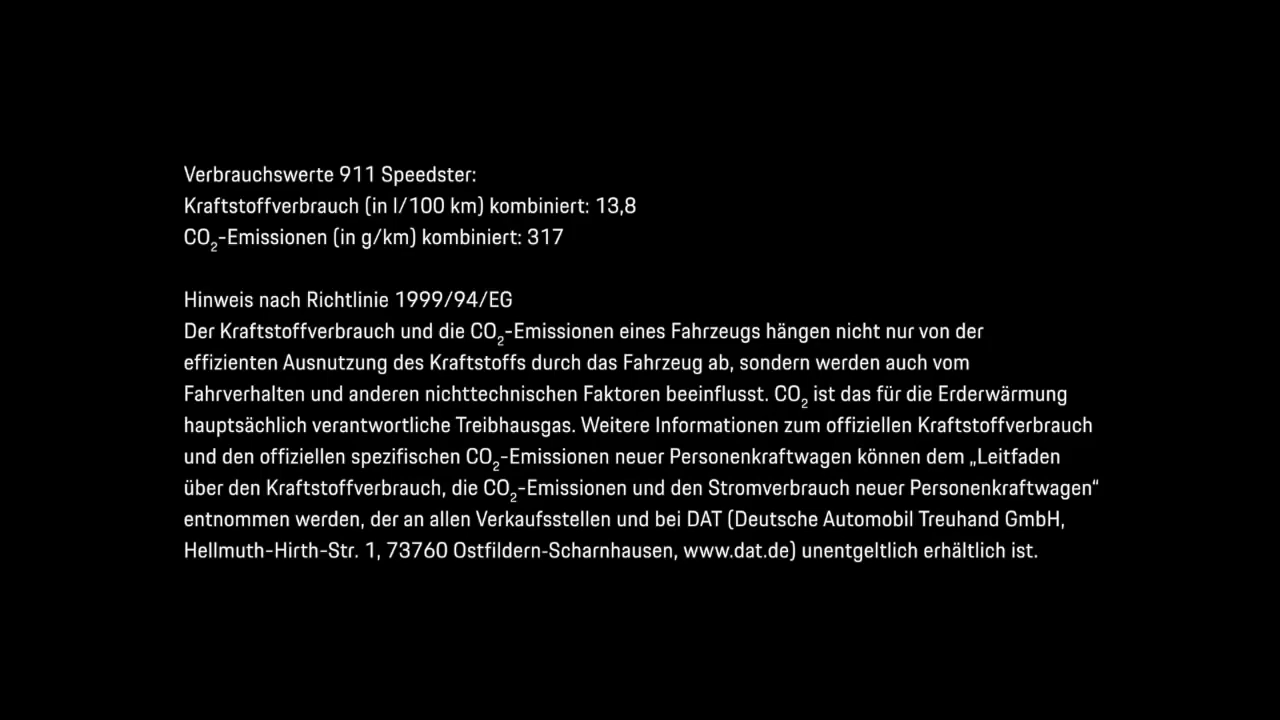 Verbrauchswerte 911 Speedster:
Kraftstoffverbrauch (in l/100 km) kombiniert: 13,8
CO₂-Emissionen (in g/km) kombiniert: 317
Hinweis nach Richtlinie 1999/94/EG
Der Kraftstoffverbrauch und die CO₂-Emissionen eines Fahrzeugs hängen nicht nur von der
effizienten Ausnutzung des Kraftstoffs durch das Fahrzeug ab, sondern werden auch vom
Fahrverhalten und anderen nichttechnischen Faktoren beeinflusst. CO₂ ist das für die Erderwärmung
hauptsächlich verantwortliche Treibhausgas. Weitere Informationen zum offiziellen Kraftstoffverbrauch
und den offiziellen spezifischen CO₂-Emissionen neuer Personenkraftwagen können dem „Leitfaden
über den Kraftstoffverbrauch, die CO₂-Emissionen und den Stromverbrauch neuer Personenkraftwagen“
entnommen werden, der an allen Verkaufsstellen und bei DAT (Deutsche Automobil Treuhand GmbH,
Hellmuth-Hirth-Str. 1, 73760 Ostfildern-Scharnhausen, www.dat.de) unentgeltlich erhältlich ist.